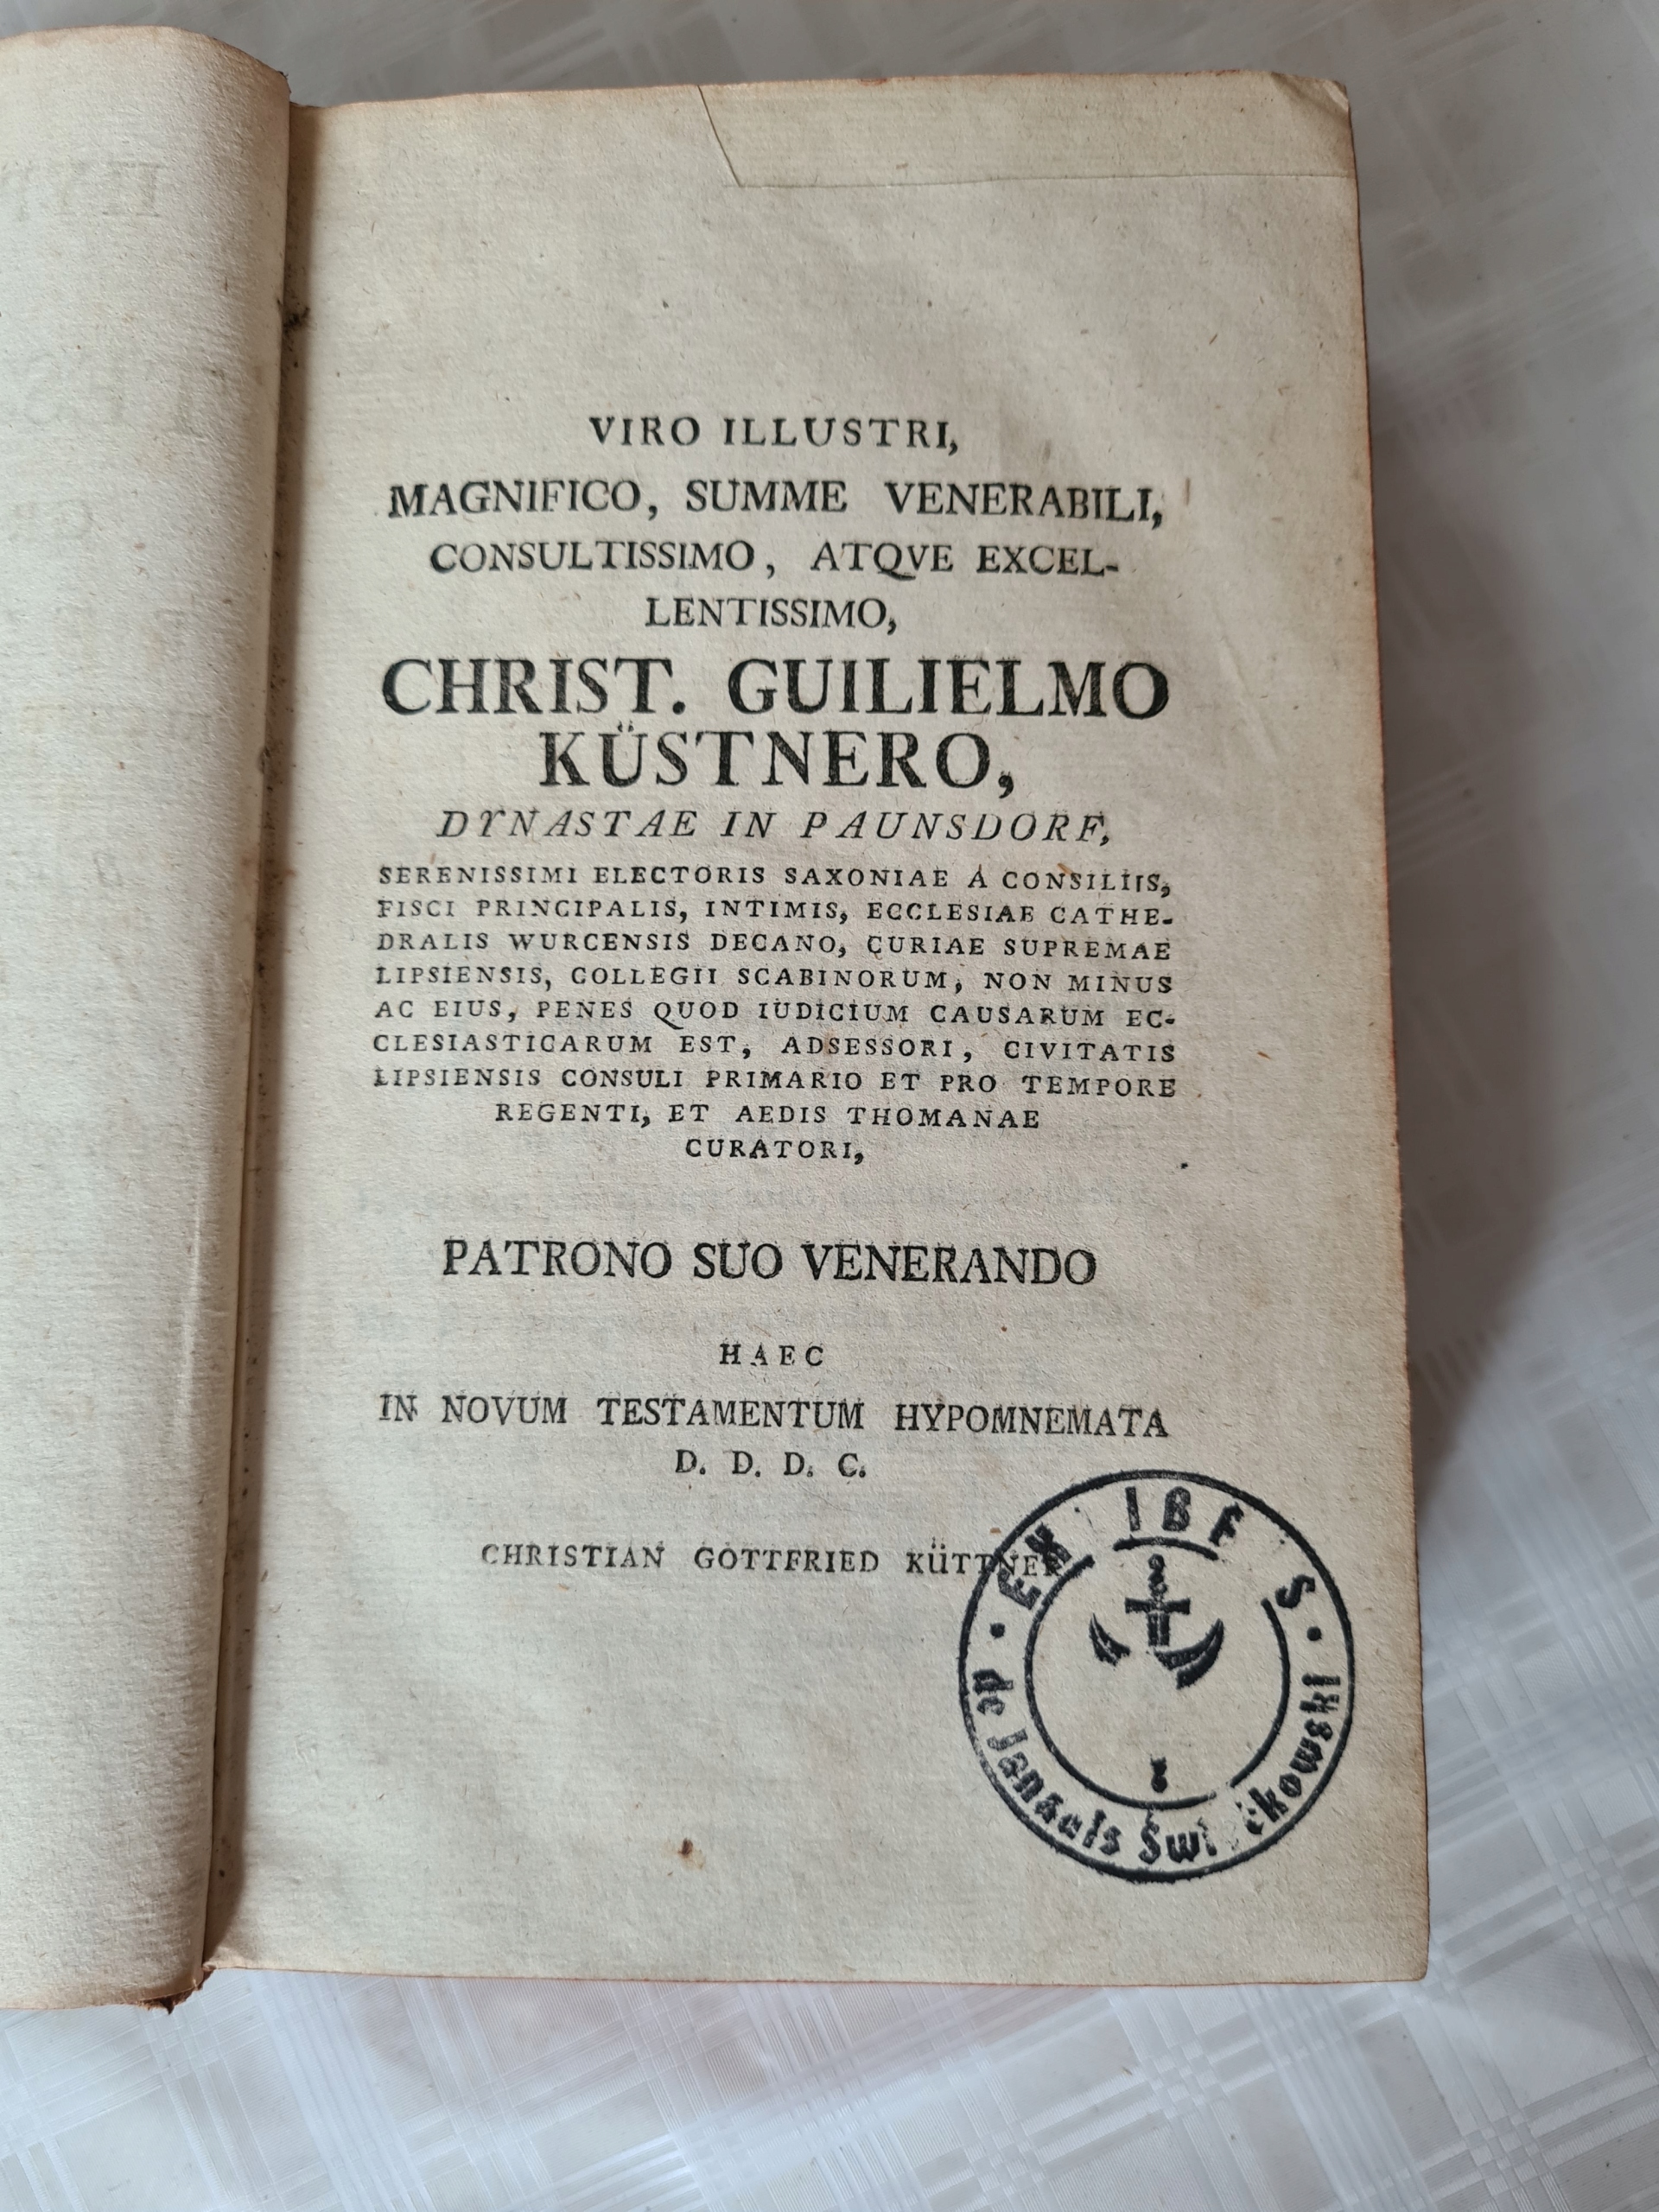 VIRO ILLUSTRI,
MAGNIFICO, SUMME VENERABILI,
CONSULTISSIMO, ATQVE EXCEL-
LENTISSIMO,
CHRIST. GUILIELMO
KÜSTNERO,
DYNASTAE IN PAUNSDORF,
SERENISSIMI ELECTORIS SAXONIAE A CONSILIIS,
FISCI PRINCIPALIS, INTIMIS, ECCLESIAE CATHE-
DRALIS WURCENSIS DECANO, CURIAE SUPREMAE
LIPSIENSIS, COLLEGII SCABINORUM, NON MINUS
AC EIUS, PENES QUOD IUDICIUM CAUSARUM EC-
CLESIASTICARUM EST, ADSESSORI, CIVITATIS
LIPSIENSIS CONSULI PRIMARIO ET PRO TEMPORE
REGENTI, ET AEDIS THOMANAE
CURATORI,
PATRONO SUO VENERANDO
HAEC
IN NOVUM TESTAMENTUM HYPOMNEMATA
D. D. D. C.
CHRISTIAN GOTTFRIED KÜTTNER
EX
de